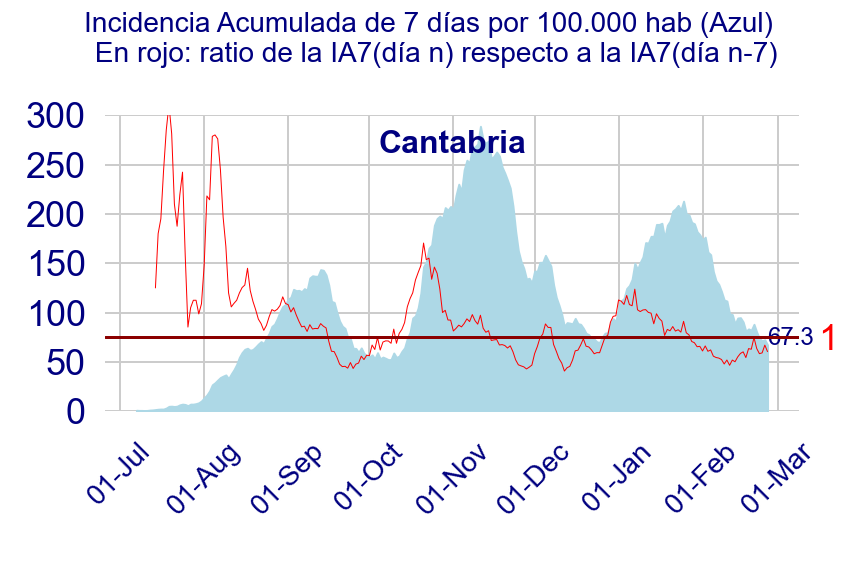 Incidencia Acumulada de 7 días por 100.000 hab (Azul)
En rojo: ratio de la IA7(día n) respecto a la IA7(día n-7)
Cantabria
300
250
200
150
100
50
0
67.3
1
01-Jul
01-Aug
01-Sep
01-Oct
01-Nov
01-Dec
01-Jan
01-Feb
01-Mar